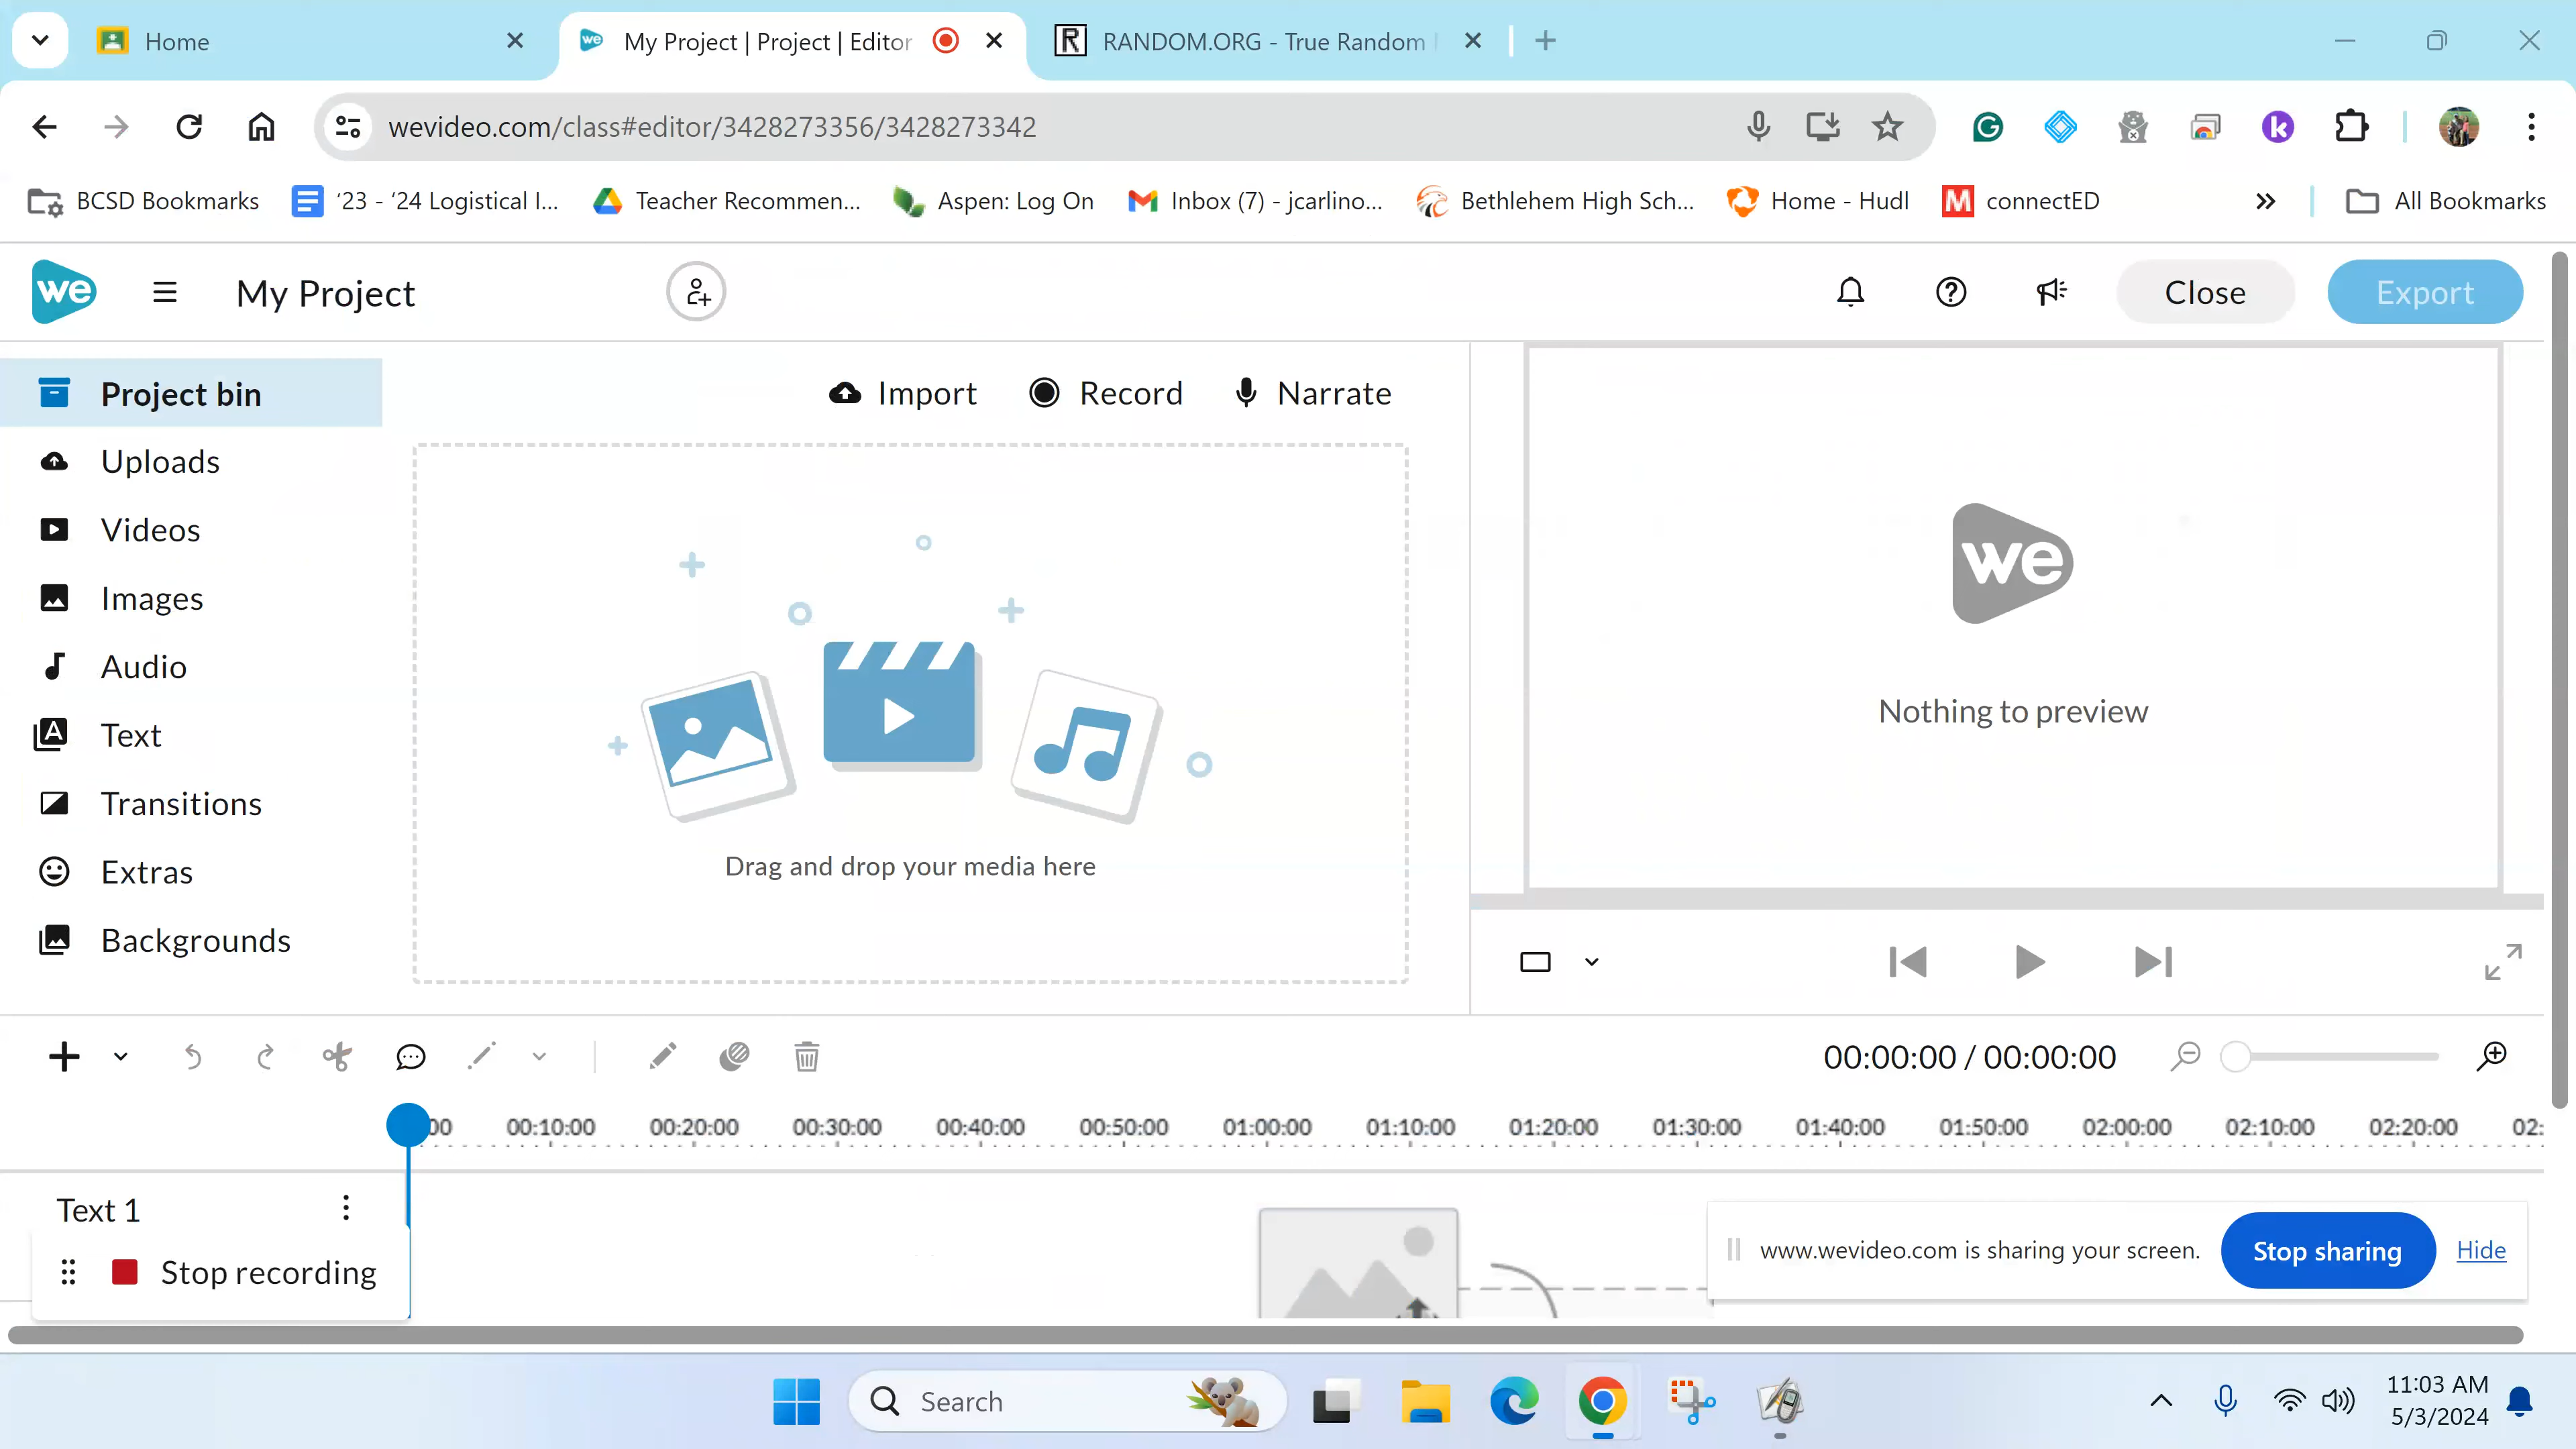 Home
My Project | Project | Editor
RANDOM.ORG - True Random
wevideo.com/class#editor/3428273356/3428273342
BCSD Bookmarks
‘23 - ‘24 Logistical I...
Teacher Recommen...
Aspen: Log On
Inbox (7) - jcarlino...
Bethlehem High Sch...
Home - Hudl
connectED
All Bookmarks
we
My Project
Close
Export
Project bin
Import
Record
Narrate
Uploads
Videos
Images
Audio
Text
Transitions
Extras
Backgrounds
Drag and drop your media here
we
Nothing to preview
00:00:00 / 00:00:00
00 00:10:00 00:20:00 00:30:00 00:40:00 00:50:00 01:00:00 01:10:00 01:20:00 01:30:00 01:40:00 01:50:00 02:00:00 02:10:00 02:20:00 02:
Text 1
Stop recording
www.wevideo.com is sharing your screen.
Stop sharing
Hide
Search
11:03 AM
5/3/2024